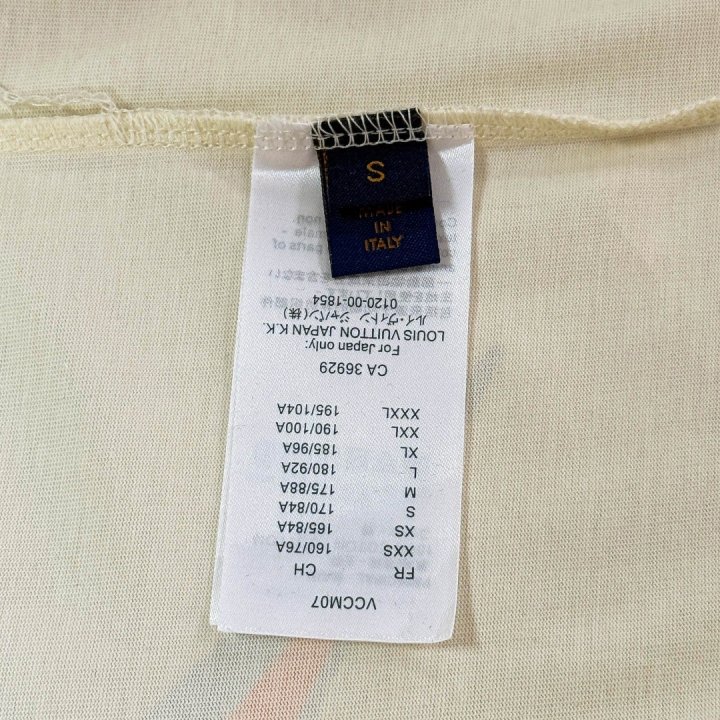 S
MADE
IN
ITALY
VCCM07
FR CH
XXS 160/76A
XS 165/84A
S 170/84A
M 175/88A
L 180/92A
XL 185/96A
XXL 190/100A
XXXL 195/104A
CA 36929
For Japan only:
LOUIS VUITTON JAPAN K.K.
ルイ・ヴィトン ジャパン(株)
0120-00-1854